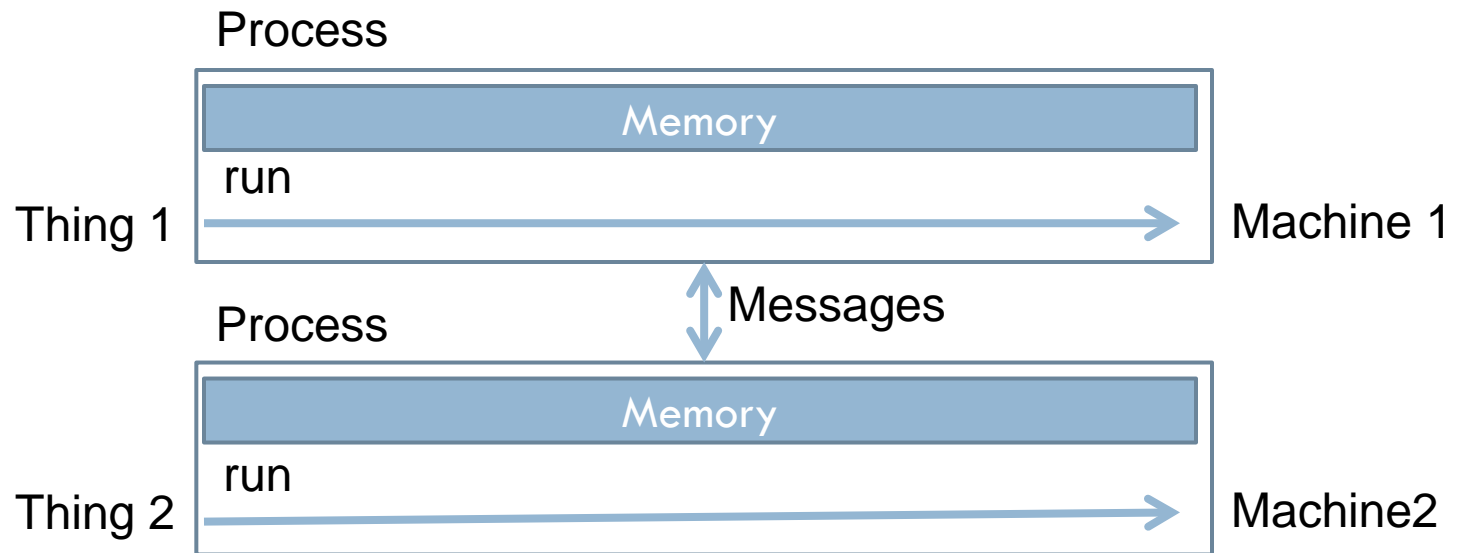 Process
Memory
run
Thing 1
Machine 1
Messages
Process
Memory
run
Thing 2
Machine2